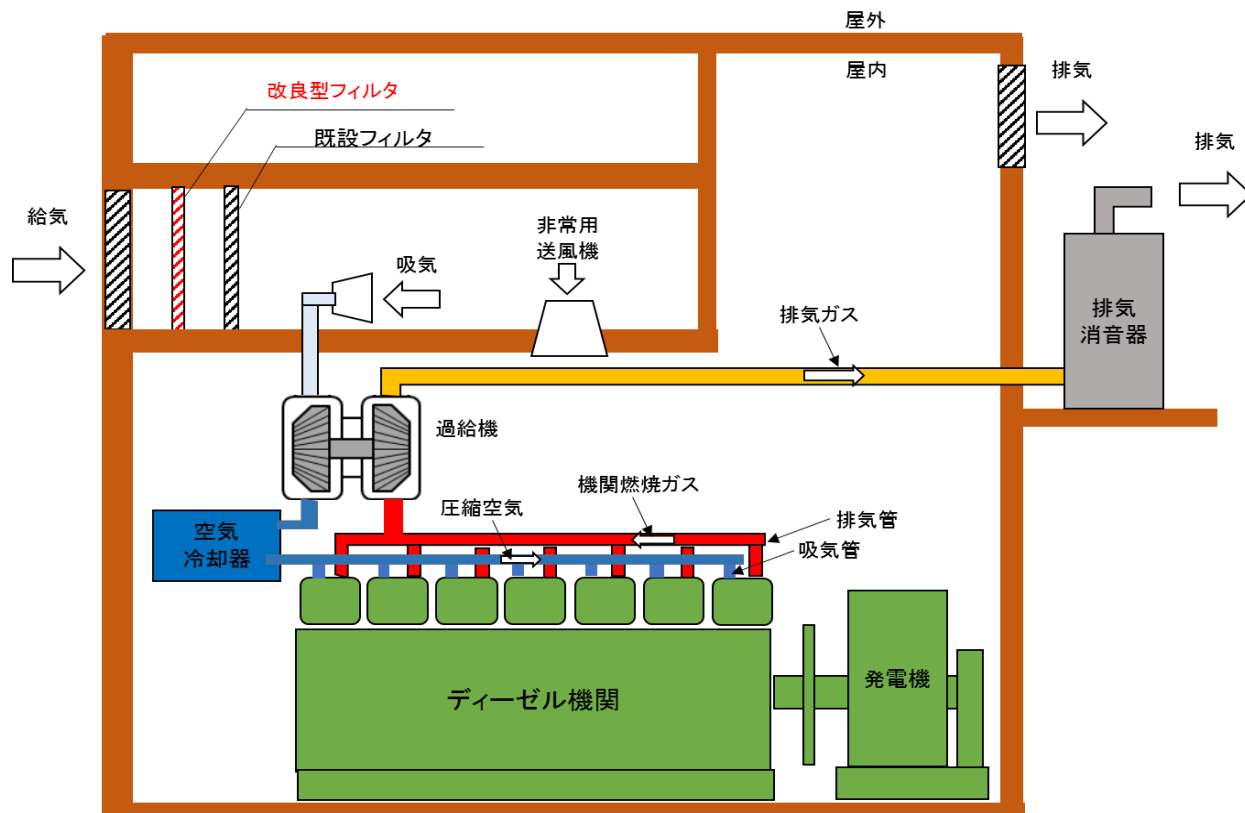 屋外
屋内
排気
改良型フィルタ
既設フィルタ
排気
給気
非常用
送風機
吸気
排気ガス
排気
消音器
過給機
機関燃焼ガス
圧縮空気
排気管
空気
冷却器
吸気管
発電機
ディーゼル機関